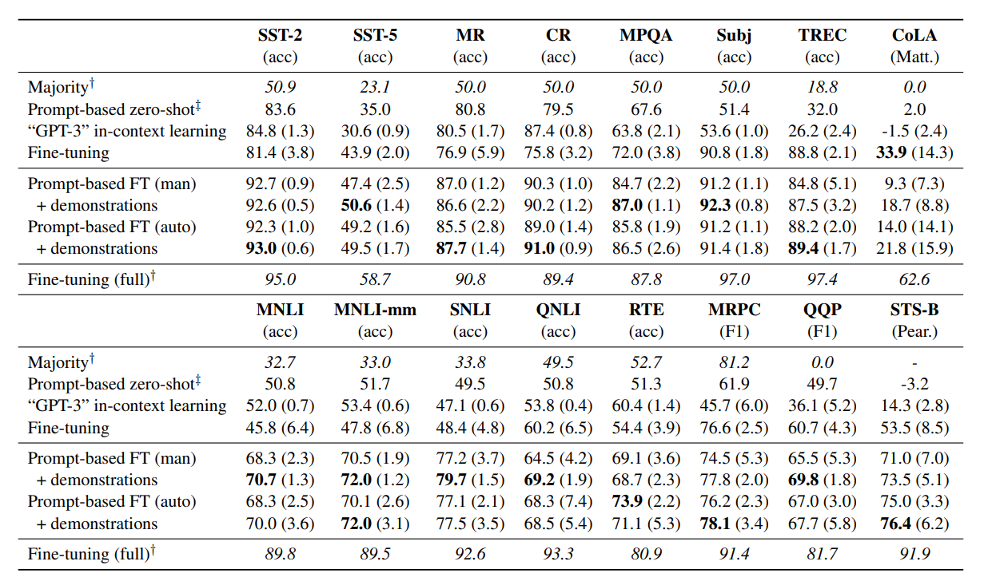 SST-2 SST-5 MR CR MPQA Subj TREC CoLA
(acc) (acc) (acc) (acc) (acc) (acc) (acc) (Matt.)
Majority† 50.9 23.1 50.0 50.0 50.0 50.0 18.8 0.0
Prompt-based zero-shot‡ 83.6 35.0 80.8 79.5 67.6 51.4 32.0 2.0
“GPT-3” in-context learning 84.8 (1.3) 30.6 (0.9) 80.5 (1.7) 87.4 (0.8) 63.8 (2.1) 53.6 (1.0) 26.2 (2.4) -1.5 (2.4)
Fine-tuning 81.4 (3.8) 43.9 (2.0) 76.9 (5.9) 75.8 (3.2) 72.0 (3.8) 90.8 (1.8) 88.8 (2.1) 33.9 (14.3)
Prompt-based FT (man) 92.7 (0.9) 47.4 (2.5) 87.0 (1.2) 90.3 (1.0) 84.7 (2.2) 91.2 (1.1) 84.8 (5.1) 9.3 (7.3)
+ demonstrations 92.6 (0.5) 50.6 (1.4) 86.6 (2.2) 90.2 (1.2) 87.0 (1.1) 92.3 (0.8) 87.5 (3.2) 18.7 (8.8)
Prompt-based FT (auto) 92.3 (1.0) 49.2 (1.6) 85.5 (2.8) 89.0 (1.4) 85.8 (1.9) 91.2 (1.1) 88.2 (2.0) 14.0 (14.1)
+ demonstrations 93.0 (0.6) 49.5 (1.7) 87.7 (1.4) 91.0 (0.9) 86.5 (2.6) 91.4 (1.8) 89.4 (1.7) 21.8 (15.9)
Fine-tuning (full)† 95.0 58.7 90.8 89.4 87.8 97.0 97.4 62.6
MNLI MNLI-mm SNLI QNLI RTE MRPC QQP STS-B
(acc) (acc) (acc) (acc) (acc) (F1) (F1) (Pear.)
Majority† 32.7 33.0 33.8 49.5 52.7 81.2 0.0 -
Prompt-based zero-shot‡ 50.8 51.7 49.5 50.8 51.3 61.9 49.7 -3.2
“GPT-3” in-context learning 52.0 (0.7) 53.4 (0.6) 47.1 (0.6) 53.8 (0.4) 60.4 (1.4) 45.7 (6.0) 36.1 (5.2) 14.3 (2.8)
Fine-tuning 45.8 (6.4) 47.8 (6.8) 48.4 (4.8) 60.2 (6.5) 54.4 (3.9) 76.6 (2.5) 60.7 (4.3) 53.5 (8.5)
Prompt-based FT (man) 68.3 (2.3) 70.5 (1.9) 77.2 (3.7) 64.5 (4.2) 69.1 (3.6) 74.5 (5.3) 65.5 (5.3) 71.0 (7.0)
+ demonstrations 70.7 (1.3) 72.0 (1.2) 79.7 (1.5) 69.2 (1.9) 68.7 (2.3) 77.8 (2.0) 69.8 (1.8) 73.5 (5.1)
Prompt-based FT (auto) 68.3 (2.5) 70.1 (2.6) 77.1 (2.1) 68.3 (7.4) 73.9 (2.2) 76.2 (2.3) 67.0 (3.0) 75.0 (3.3)
+ demonstrations 70.0 (3.6) 72.0 (3.1) 77.5 (3.5) 68.5 (5.4) 71.1 (5.3) 78.1 (3.4) 67.7 (5.8) 76.4 (6.2)
Fine-tuning (full)† 89.8 89.5 92.6 93.3 80.9 91.4 81.7 91.9